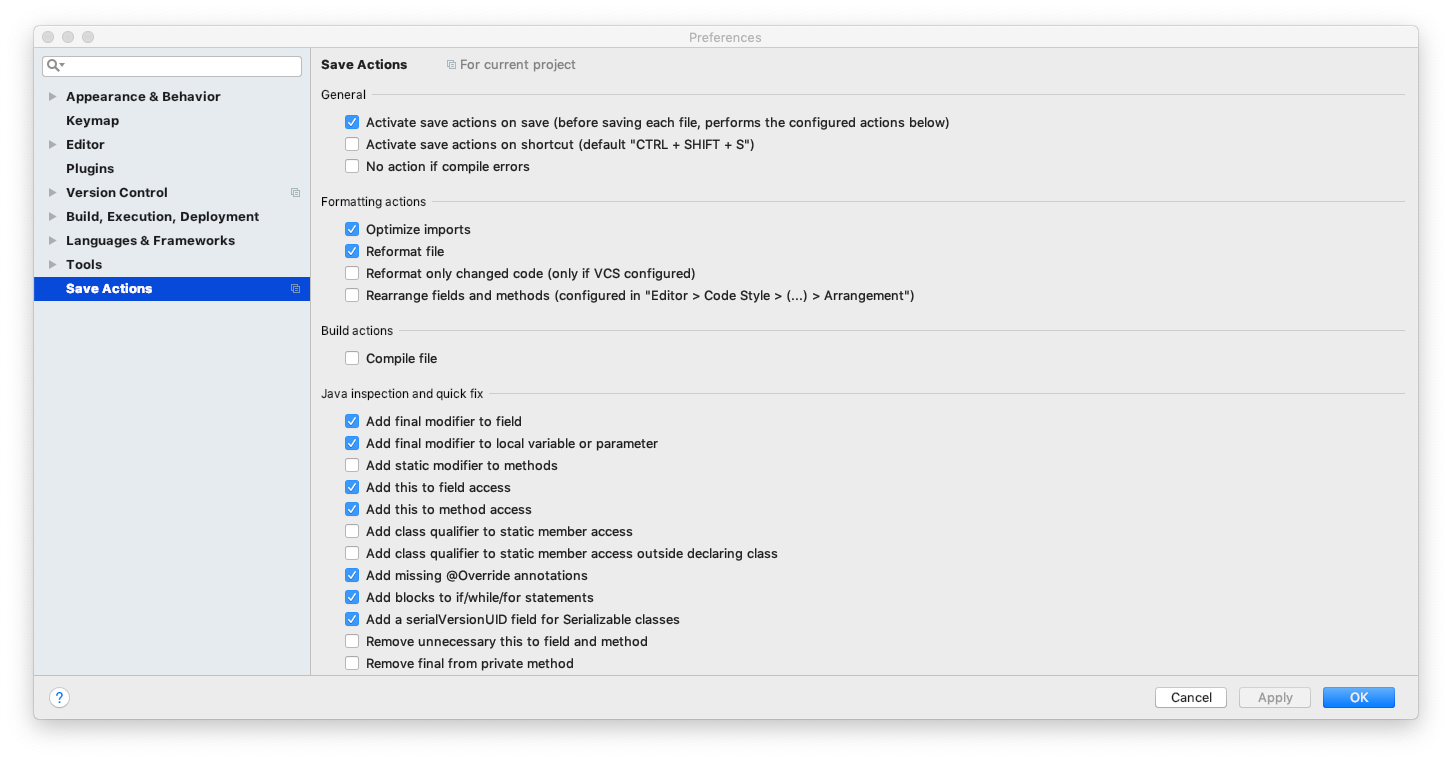 Preferences
Appearance & Behavior
Keymap
Editor
Plugins
Version Control
Build, Execution, Deployment
Languages & Frameworks
Tools
Save Actions
Save Actions For current project
General
Activate save actions on save (before saving each file, performs the configured actions below)
Activate save actions on shortcut (default "CTRL + SHIFT + S")
No action if compile errors
Formatting actions
Optimize imports
Reformat file
Reformat only changed code (only if VCS configured)
Rearrange fields and methods (configured in "Editor > Code Style > (...) > Arrangement")
Build actions
Compile file
Java inspection and quick fix
Add final modifier to field
Add final modifier to local variable or parameter
Add static modifier to methods
Add this to field access
Add this to method access
Add class qualifier to static member access
Add class qualifier to static member access outside declaring class
Add missing @Override annotations
Add blocks to if/while/for statements
Add a serialVersionUID field for Serializable classes
Remove unnecessary this to field and method
Remove final from private method
? Cancel Apply OK